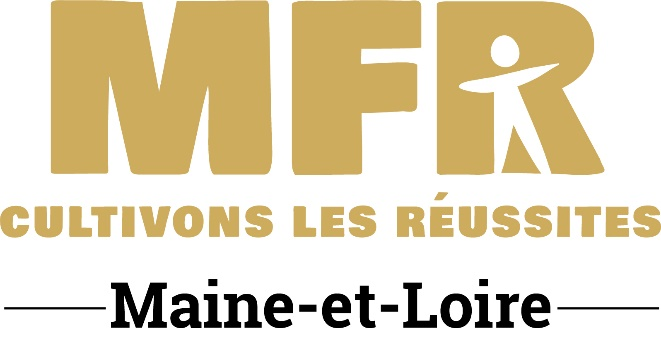 MFR
CULTIVONS LES RÉUSSITES
Maine-et-Loire